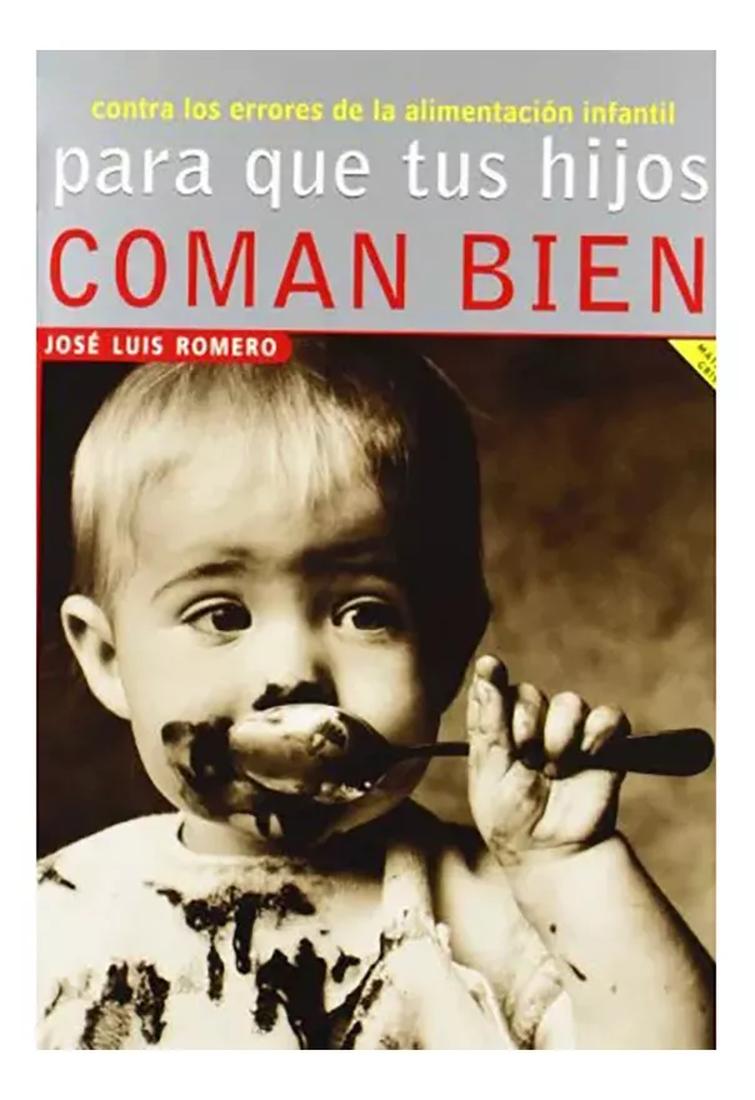 contra los errores de la alimentación infantil
para que tus hijos
COMAN BIEN
JOSÉ LUIS ROMERO